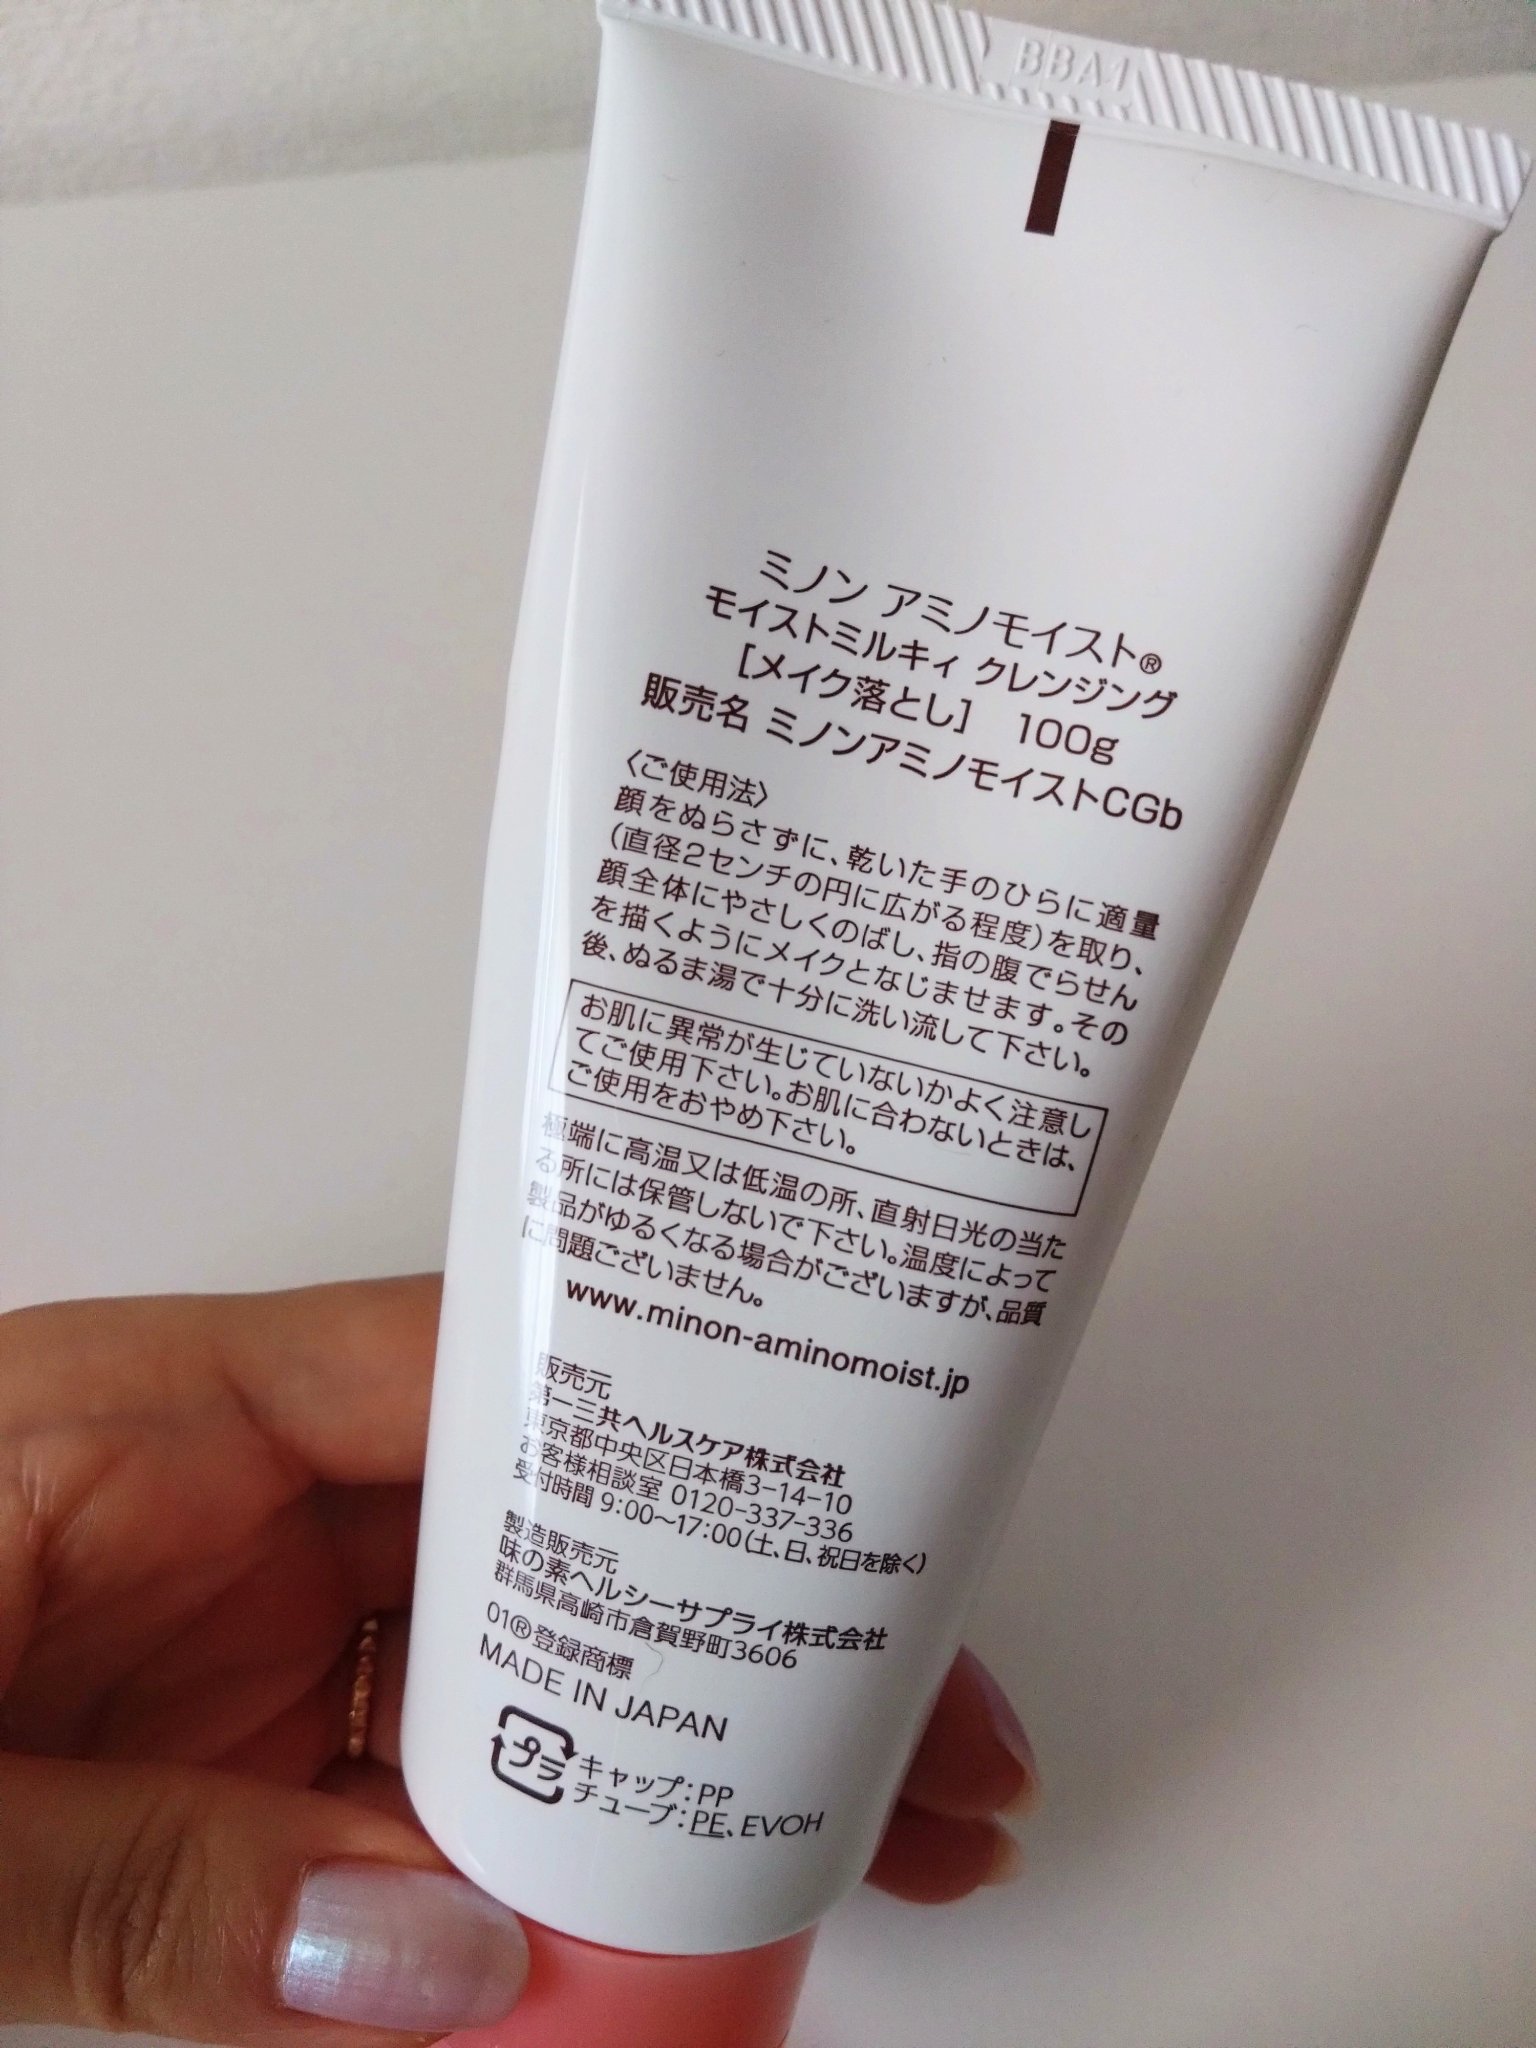 BBA1
ミノン アミノモイスト®
モイストミルキィ クレンジング
[メイク落とし] 100g
販売名 ミノンアミノモイストCGb
〈ご使用法〉
顔をぬらさずに、乾いた手のひらに適量
(直径2センチの円に広がる程度)を取り、
顔全体にやさしくのばし、指の腹でらせん
を描くようにメイクとなじませます。その
後、ぬるま湯で十分に洗い流して下さい。
お肌に異常が生じていないかよく注意し
てご使用下さい。お肌に合わないときは、
ご使用をおやめ下さい。
極端に高温又は低温の所、直射日光の当た
る所には保管しないで下さい。温度によって
製品がゆるくなる場合がございますが、品質
に問題ございません。
www.minon-aminomoist.jp
販売元
第一三共ヘルスケア株式会社
東京都中央区日本橋3-14-10
お客様相談室 0120-337-336
受付時間 9:00〜17:00(土、日、祝日を除く)
製造販売元
味の素ヘルシーサプライ株式会社
群馬県高崎市倉賀野町3606
01®登録商標
MADE IN JAPAN
プラ
キャップ:PP
チューブ:PE、EVOH